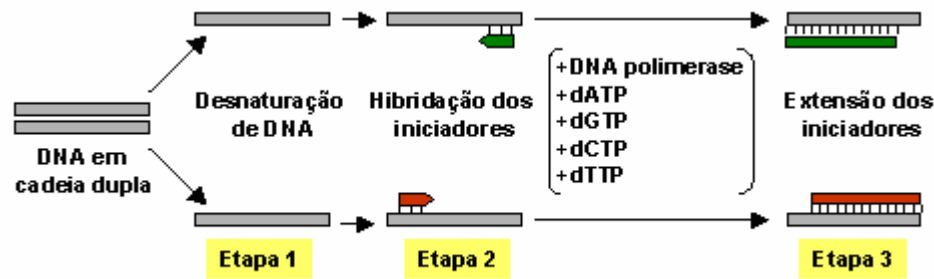 DNA em
cadeia dupla
Desnaturação
de DNA
Hibridação dos
iniciadores
+DNA polimerase
+dATP
+dGTP
+dCTP
+dTTP
Extensão dos
iniciadores
Etapa 1
Etapa 2
Etapa 3